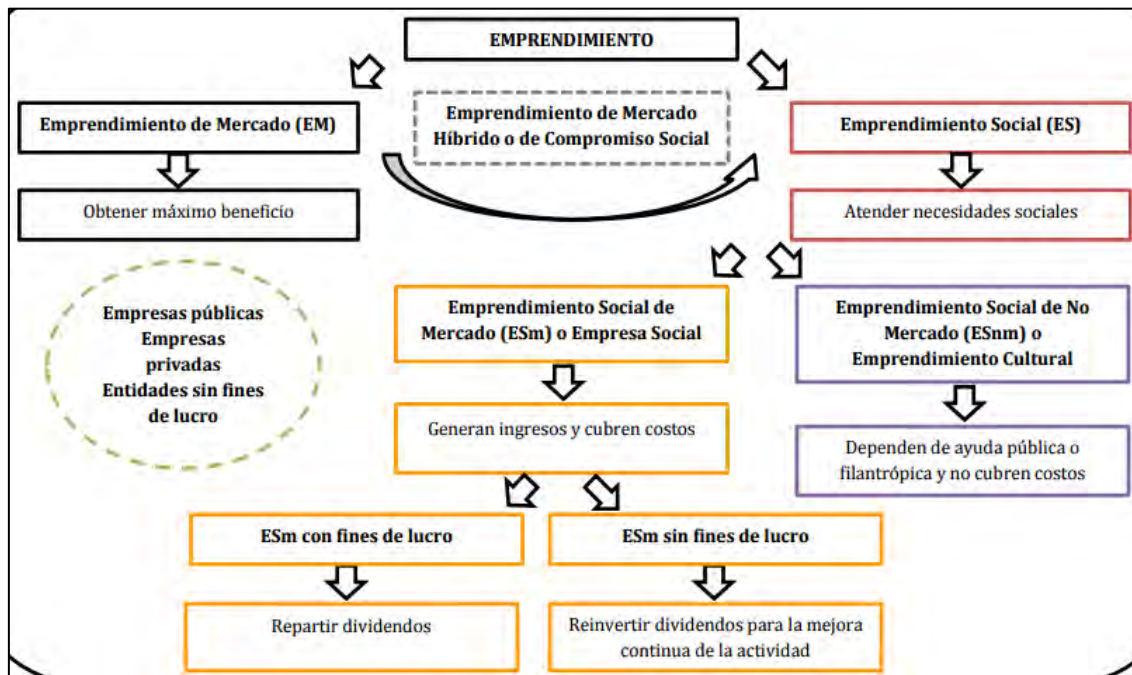 EMPRENDIMIENTO
Emprendimiento de Mercado (EM)
Emprendimiento de Mercado
Híbrido o de Compromiso Social
Emprendimiento Social (ES)
Obtener máximo beneficio
Atender necesidades sociales
Empresas públicas
Empresas
privadas
Entidades sin fines
de lucro
Emprendimiento Social de
Mercado (ESm) o Empresa Social
Emprendimiento Social de No
Mercado (ESnm) o
Emprendimiento Cultural
Generan ingresos y cubren costos
Dependen de ayuda pública o
filantrópica y no cubren costos
ESm con fines de lucro
ESm sin fines de lucro
Repartir dividendos
Reinvertir dividendos para la mejora
continua de la actividad